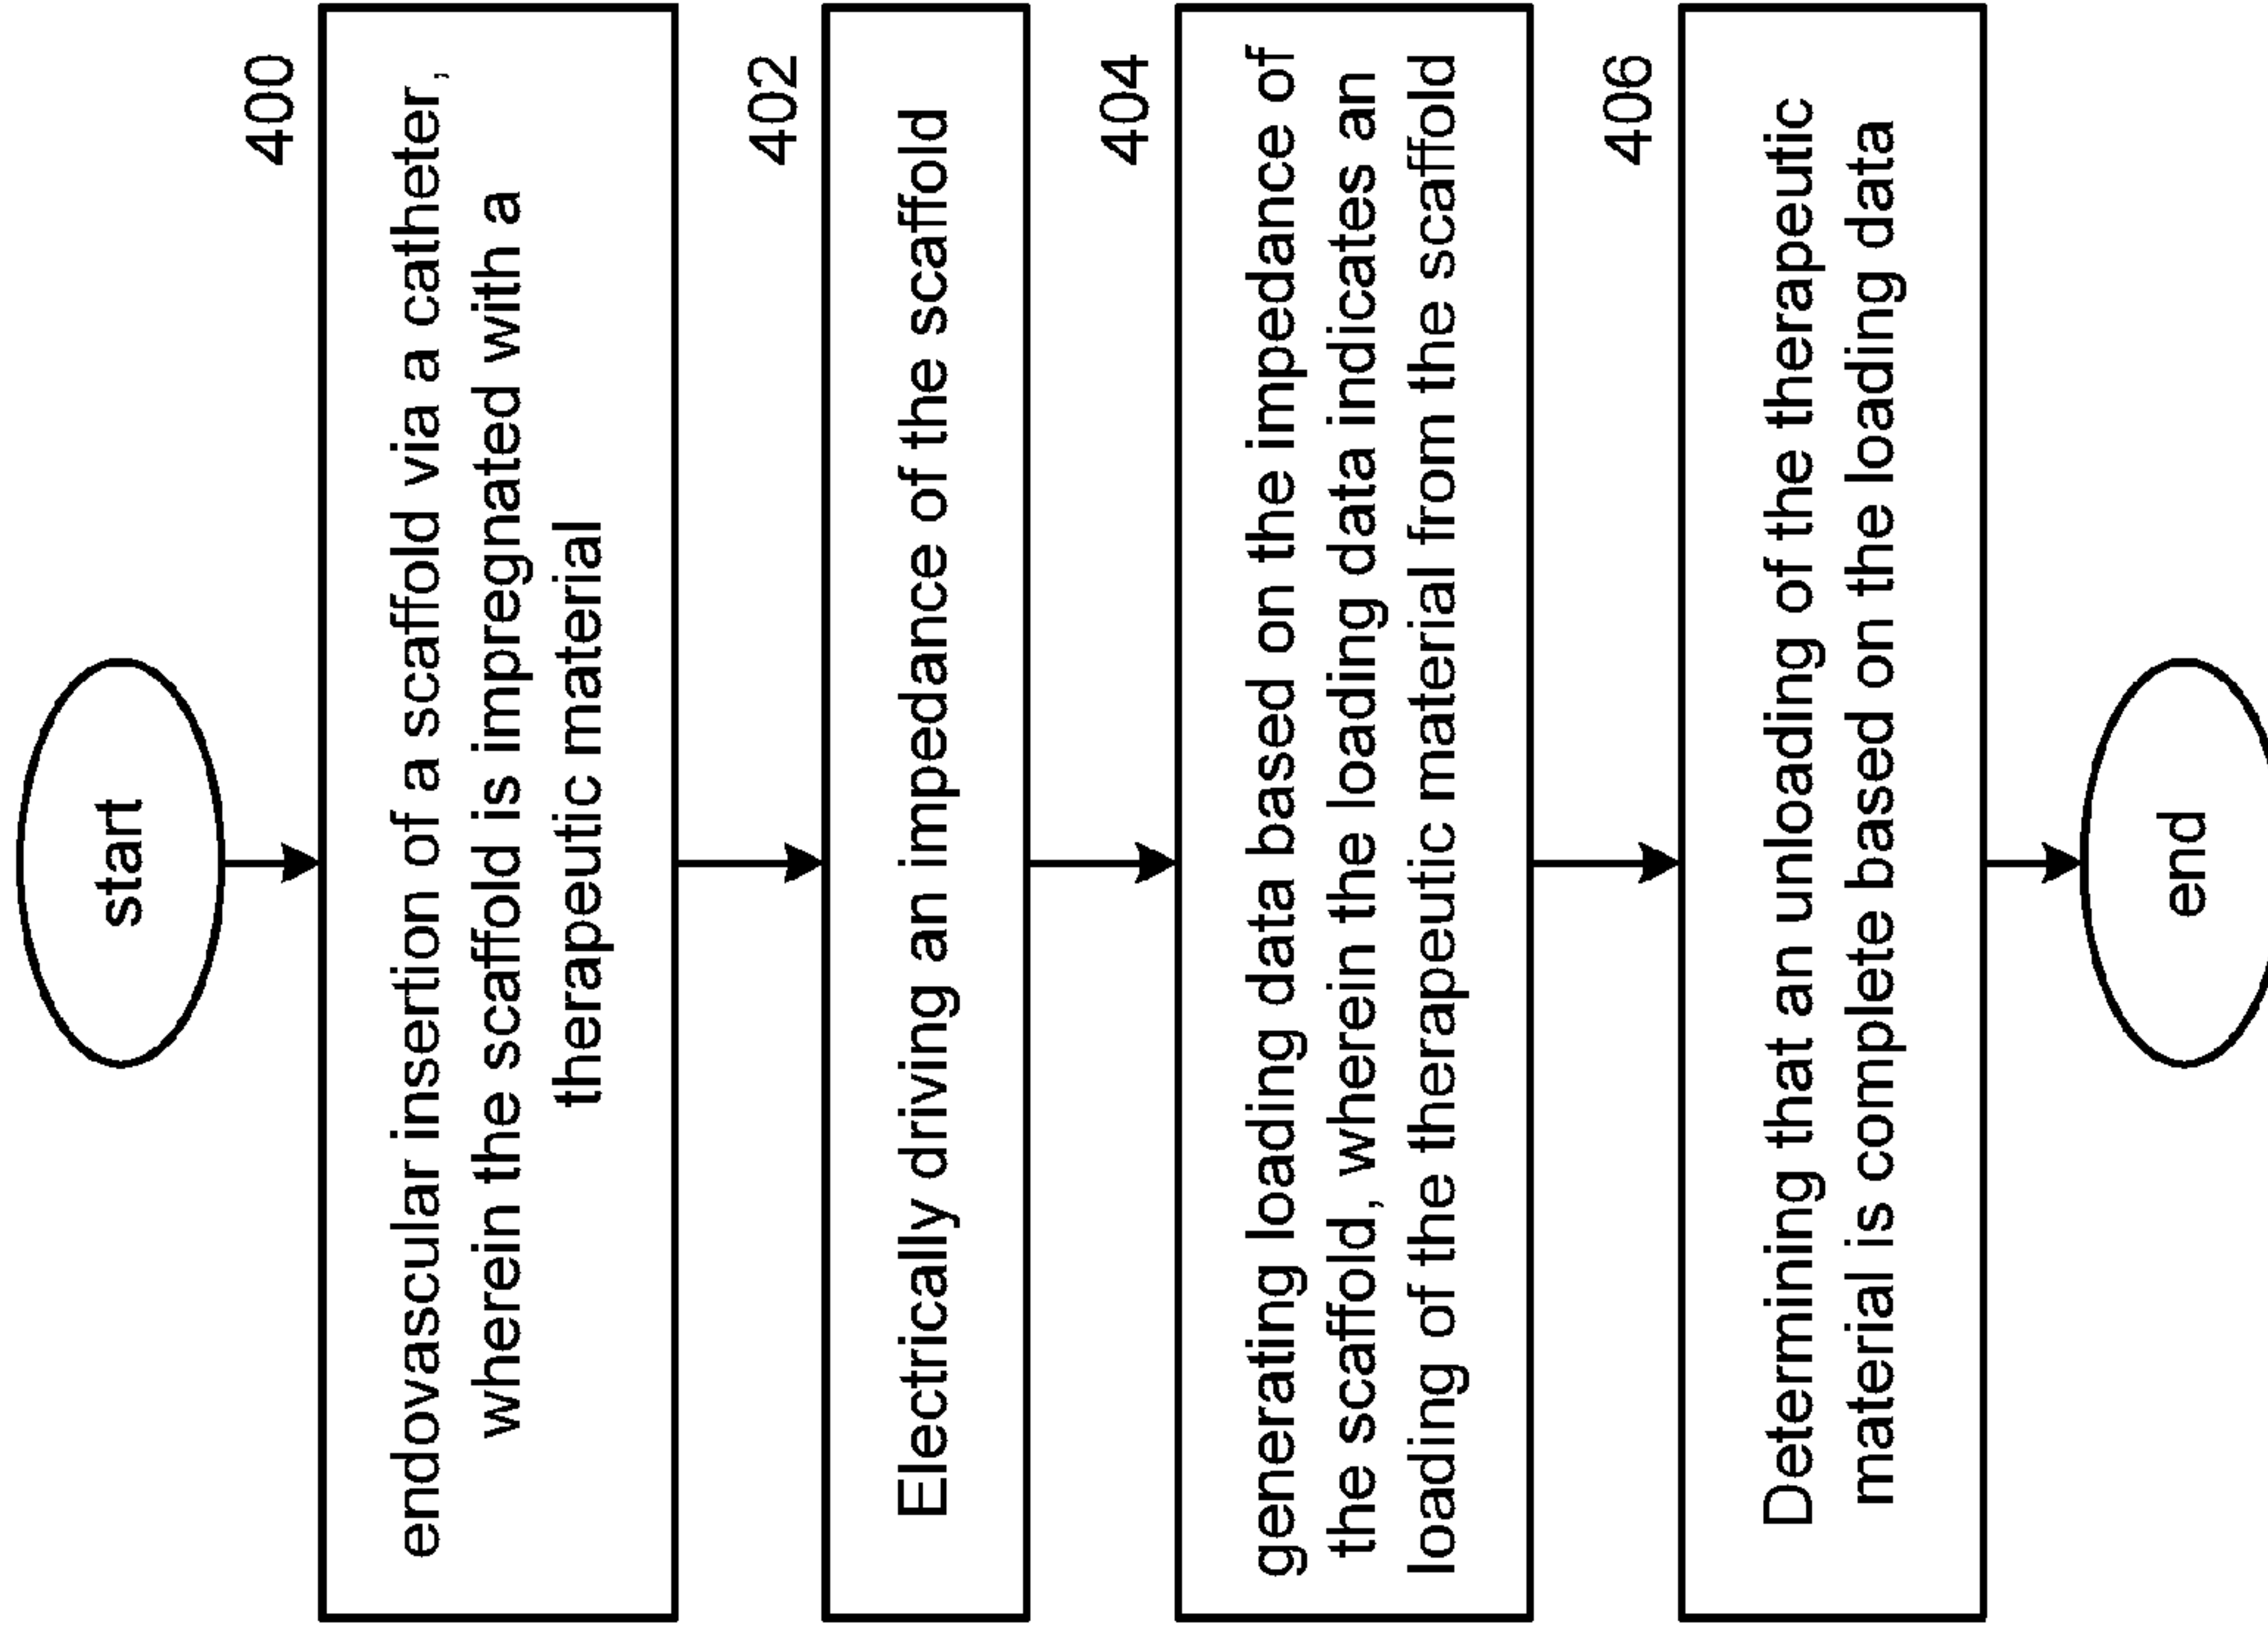 start
400
endovascular insertion of a scaffold via a catheter,
wherein the scaffold is impregnated with a
therapeutic material
402
Electrically driving an impedance of the scaffold
404
generating loading data based on the impedance of
the scaffold, wherein the loading data indicates an
loading of the therapeutic material from the scaffold
406
Determining that an unloading of the therapeutic
material is complete based on the loading data
end